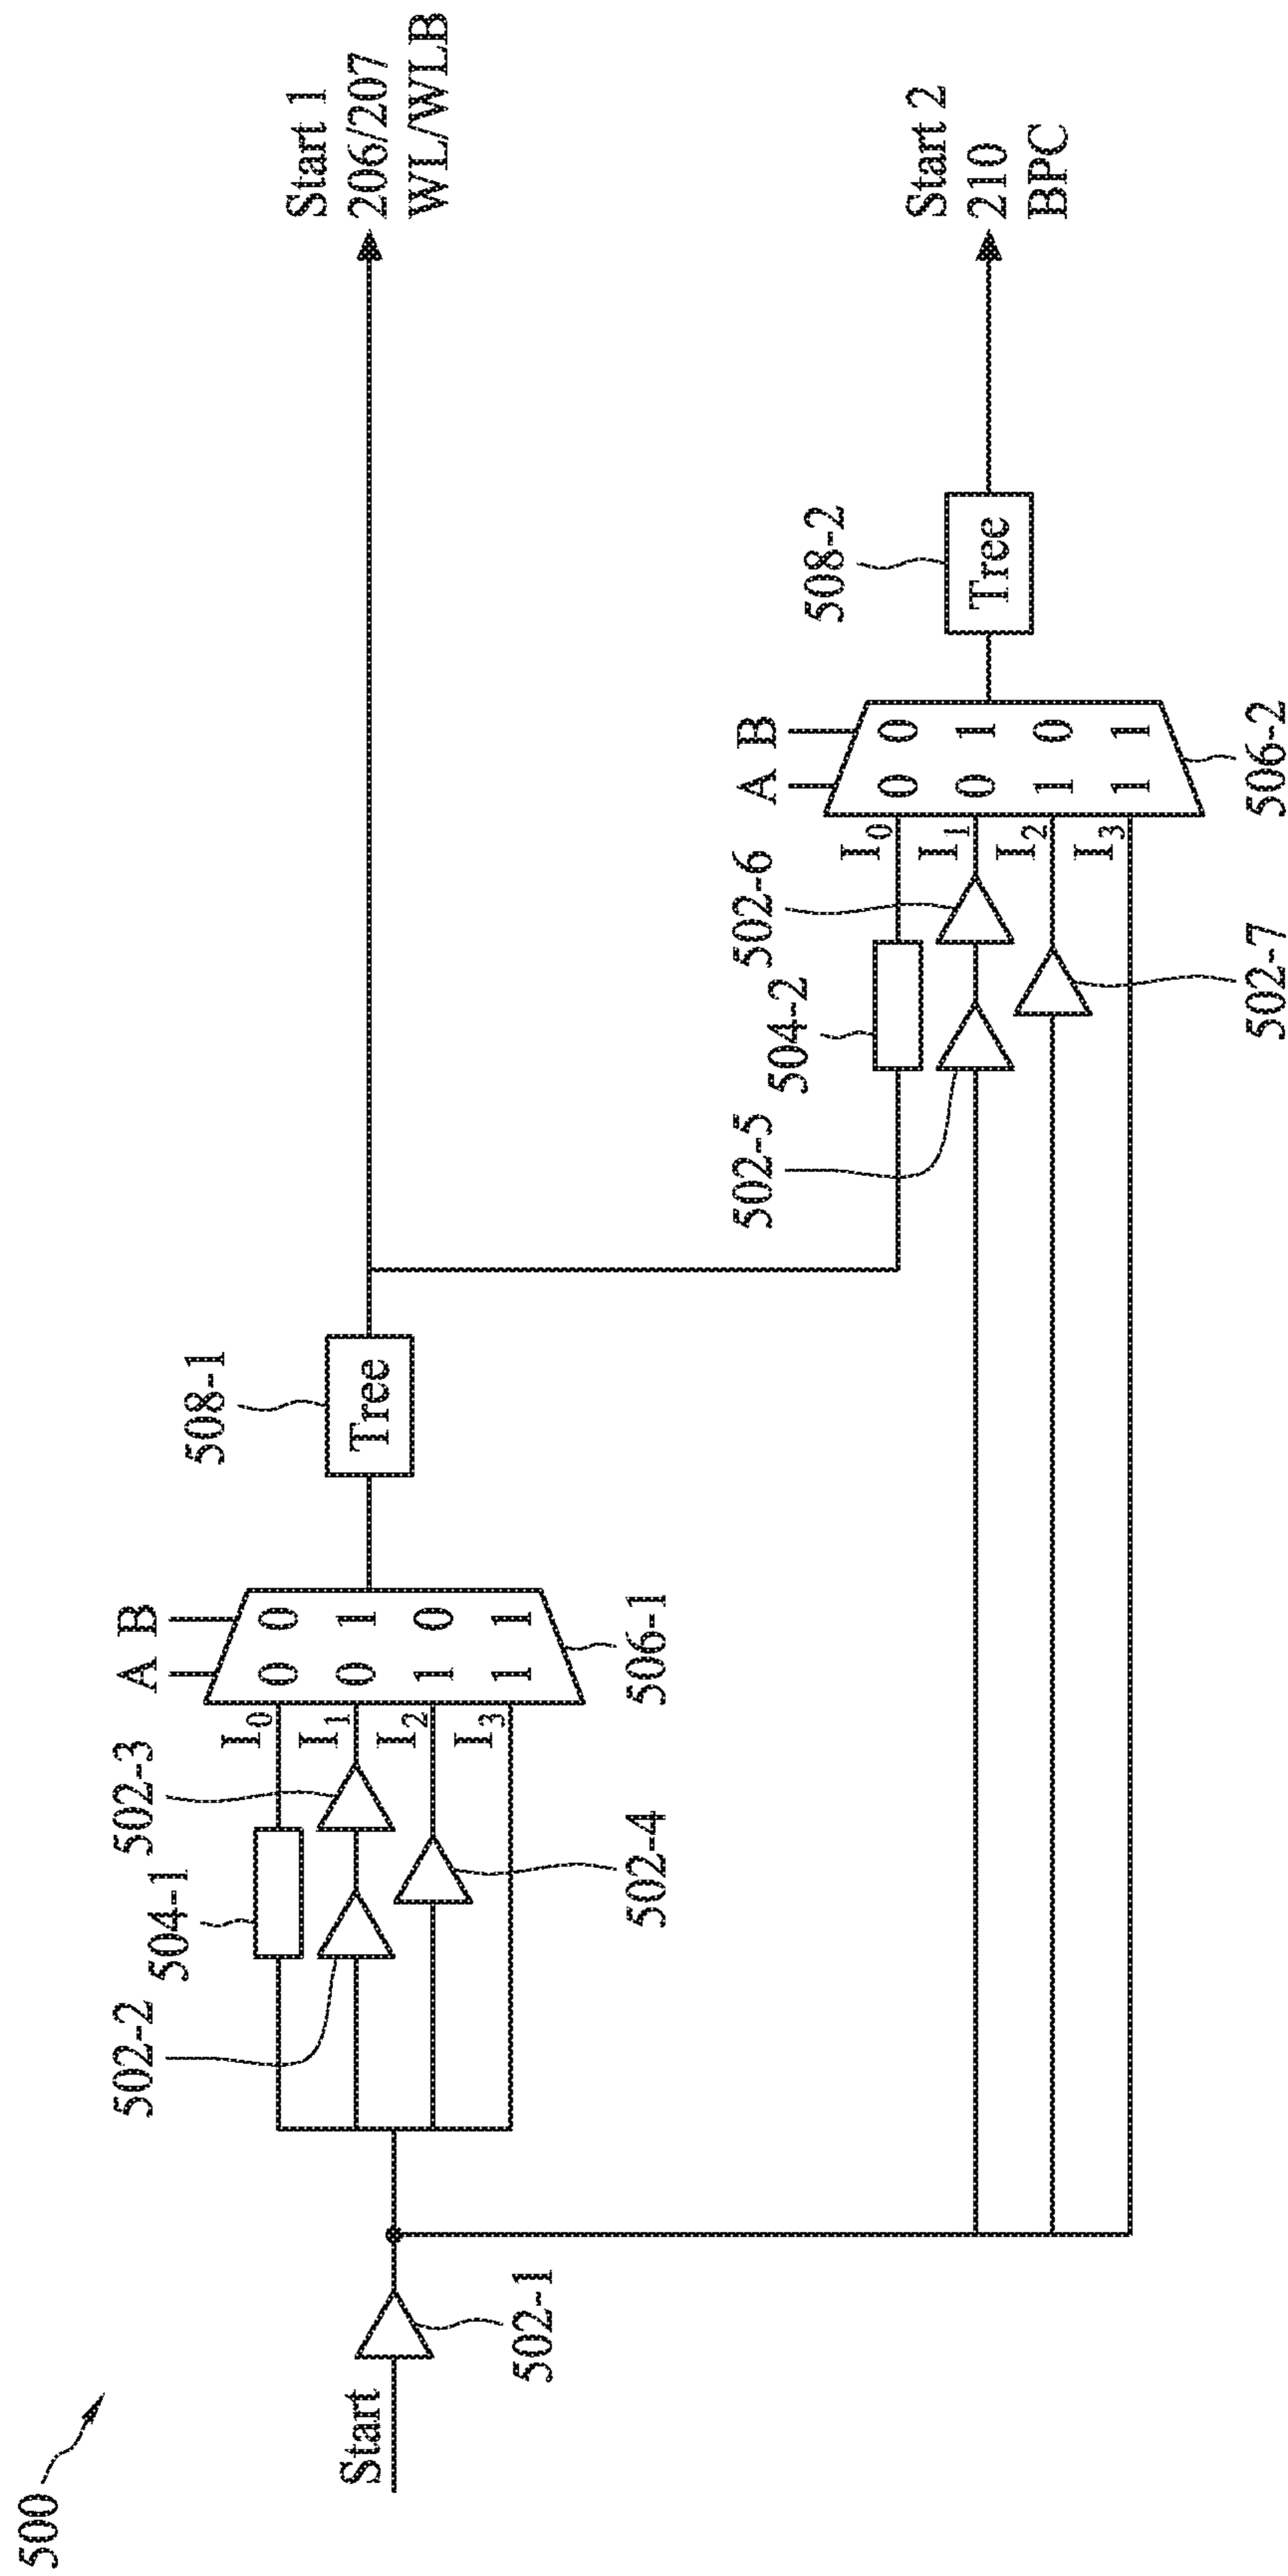 500
Start
502-1
502-2
504-1
502-3
502-4
I0
I1
I2
I3
A B
0 0
0 1
1 0
1 1
506-1
508-1
Tree
Start 1
206/207
WL/WLB
502-5
504-2
502-6
502-7
I0
I1
I2
I3
A B
0 0
0 1
1 0
1 1
506-2
508-2
Tree
Start 2
210
BPC